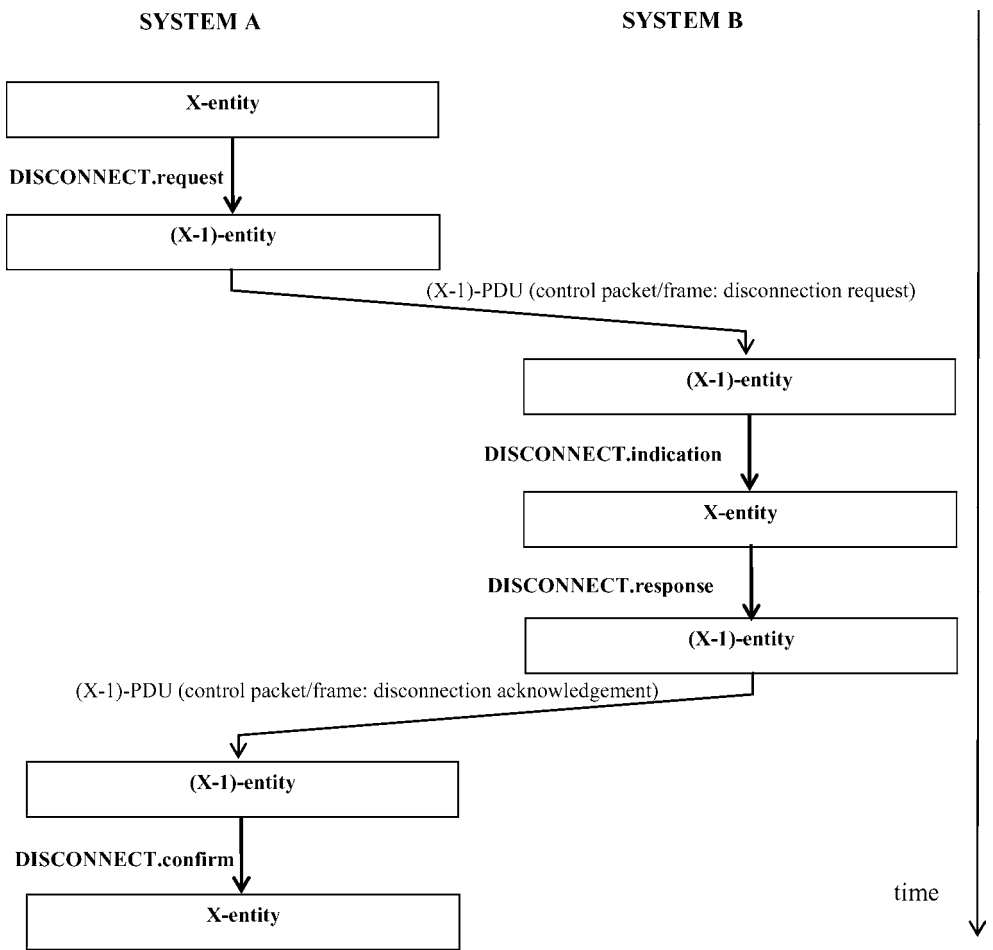 SYSTEM A
SYSTEM B
X-entity
DISCONNECT.request
(X-1)-entity
(X-1)-PDU (control packet/frame: disconnection request)
(X-1)-entity
DISCONNECT.indication
X-entity
DISCONNECT.response
(X-1)-entity
(X-1)-PDU (control packet/frame: disconnection acknowledgement)
(X-1)-entity
DISCONNECT.confirm
X-entity
time